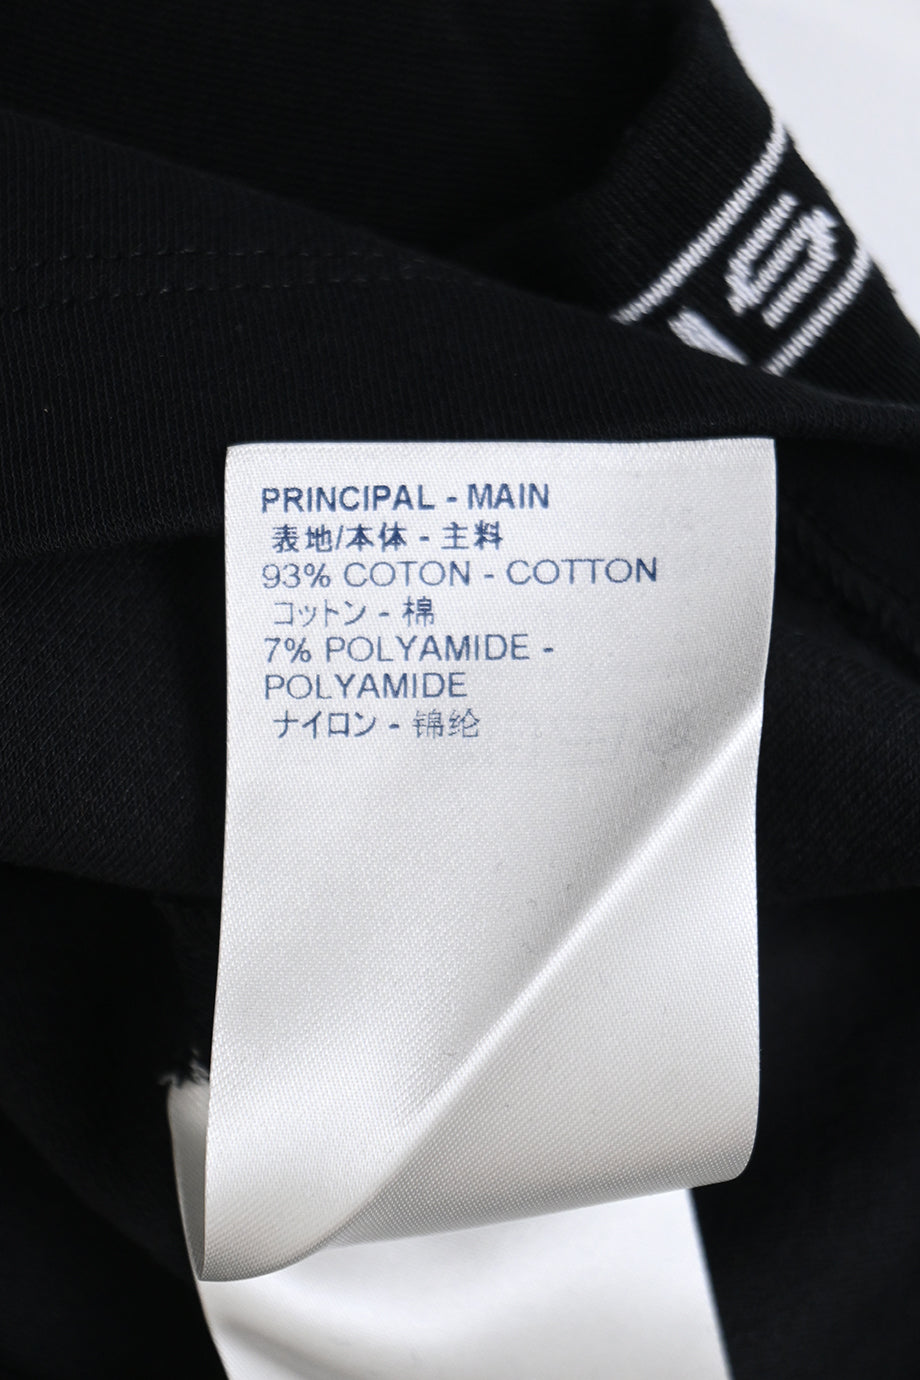 S
PRINCIPAL - MAIN
表地/本体 - 主料
93% COTON - COTTON
コットン - 棉
7% POLYAMIDE -
POLYAMIDE
ナイロン - 锦纶